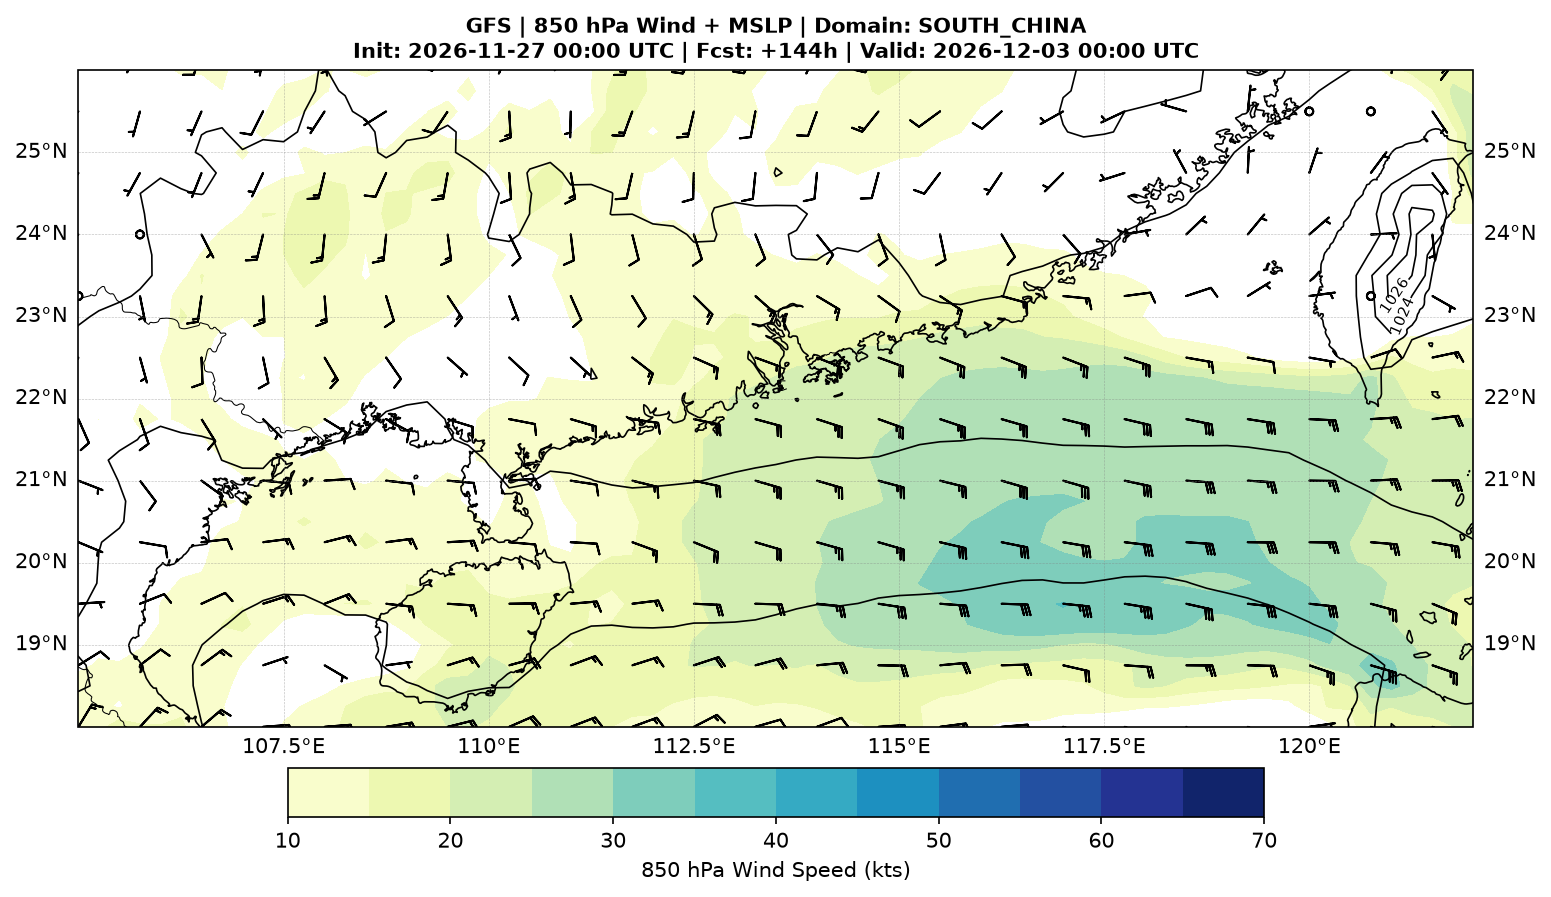 GFS | 850 hPa Wind + MSLP | Domain: SOUTH_CHINA
Init: 2026-11-27 00:00 UTC | Fcst: +144h | Valid: 2026-12-03 00:00 UTC
25°N 25°N
24°N 24°N
1026
23°N 1024 23°N
22°N 22°N
21°N 21°N
20°N 20°N
19°N 19°N
107.5°E 110°E 112.5°E 115°E 117.5°E 120°E
10 20 30 40 50 60 70
850 hPa Wind Speed (kts)